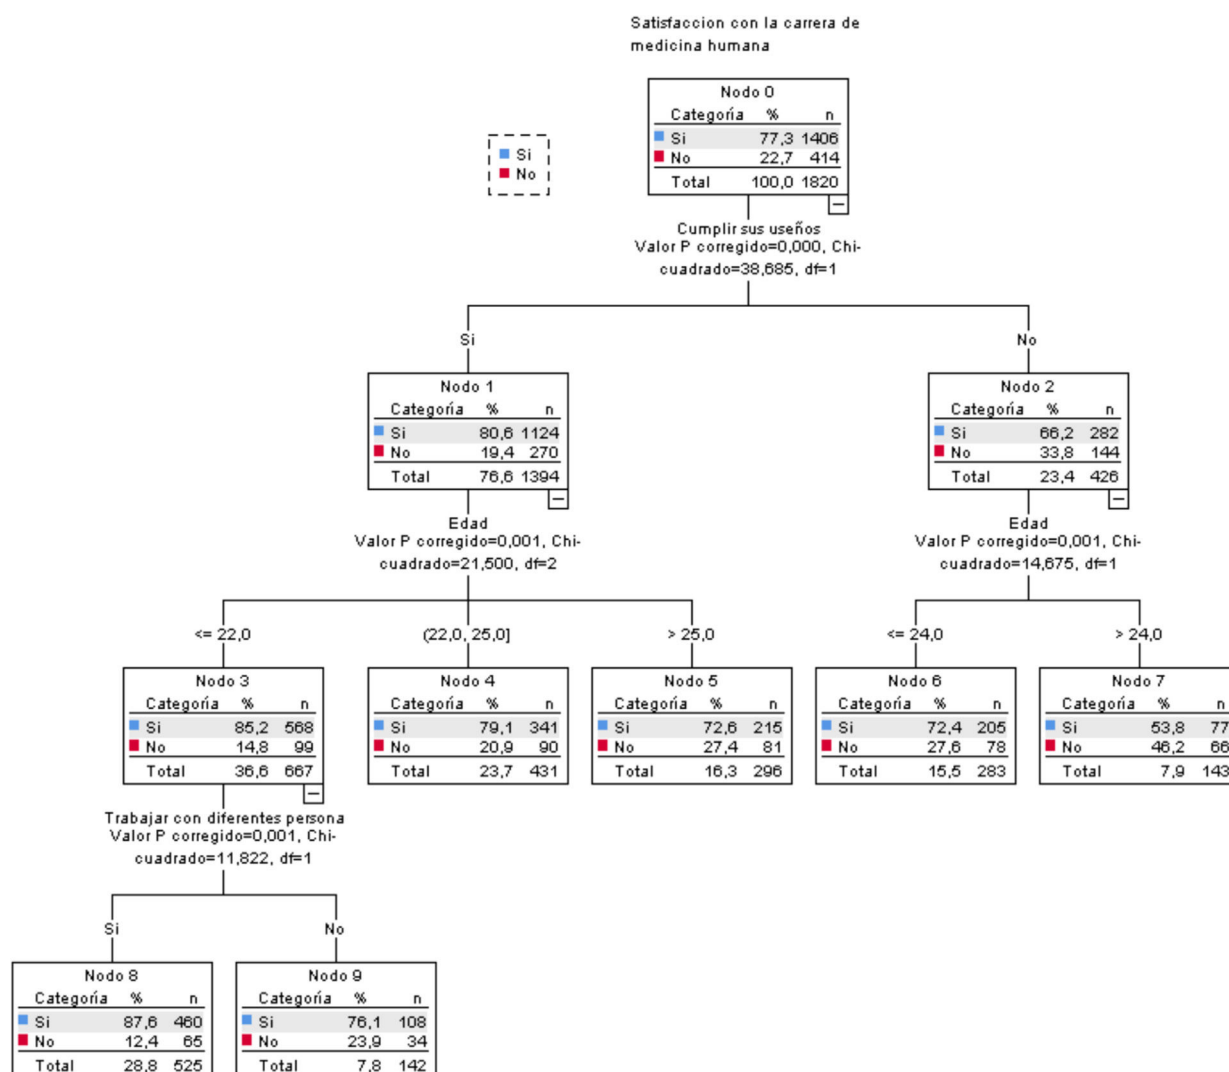 Satisfaccion con la carrera de
medicina humana
Si
No
Nodo 0
Categoría % n
Si 77,3 1406
No 22,7 414
Total 100,0 1820
Cumplir sus useños
Valor P corregido=0,000, Chi-
cuadrado=38,685, df=1
Si
No
Nodo 1
Categoría % n
Si 80,6 1124
No 19,4 270
Total 76,6 1394
Nodo 2
Categoría % n
Si 66,2 282
No 33,8 144
Total 23,4 426
Edad
Valor P corregido=0,001, Chi-
cuadrado=21,500, df=2
Edad
Valor P corregido=0,001, Chi-
cuadrado=14,675, df=1
<= 22,0
(22,0, 25,0]
> 25,0
<= 24,0
> 24,0
Nodo 3
Categoría % n
Si 85,2 568
No 14,8 99
Total 36,6 667
Nodo 4
Categoría % n
Si 79,1 341
No 20,9 90
Total 23,7 431
Nodo 5
Categoría % n
Si 72,6 215
No 27,4 81
Total 16,3 296
Nodo 6
Categoría % n
Si 72,4 205
No 27,6 78
Total 15,5 283
Nodo 7
Categoría % n
Si 53,8 77
No 46,2 66
Total 7,9 143
Trabajar con diferentes persona
Valor P corregido=0,001, Chi-
cuadrado=11,822, df=1
Si
No
Nodo 8
Categoría % n
Si 87,6 460
No 12,4 65
Total 28,8 525
Nodo 9
Categoría % n
Si 76,1 108
No 23,9 34
Total 7,8 142